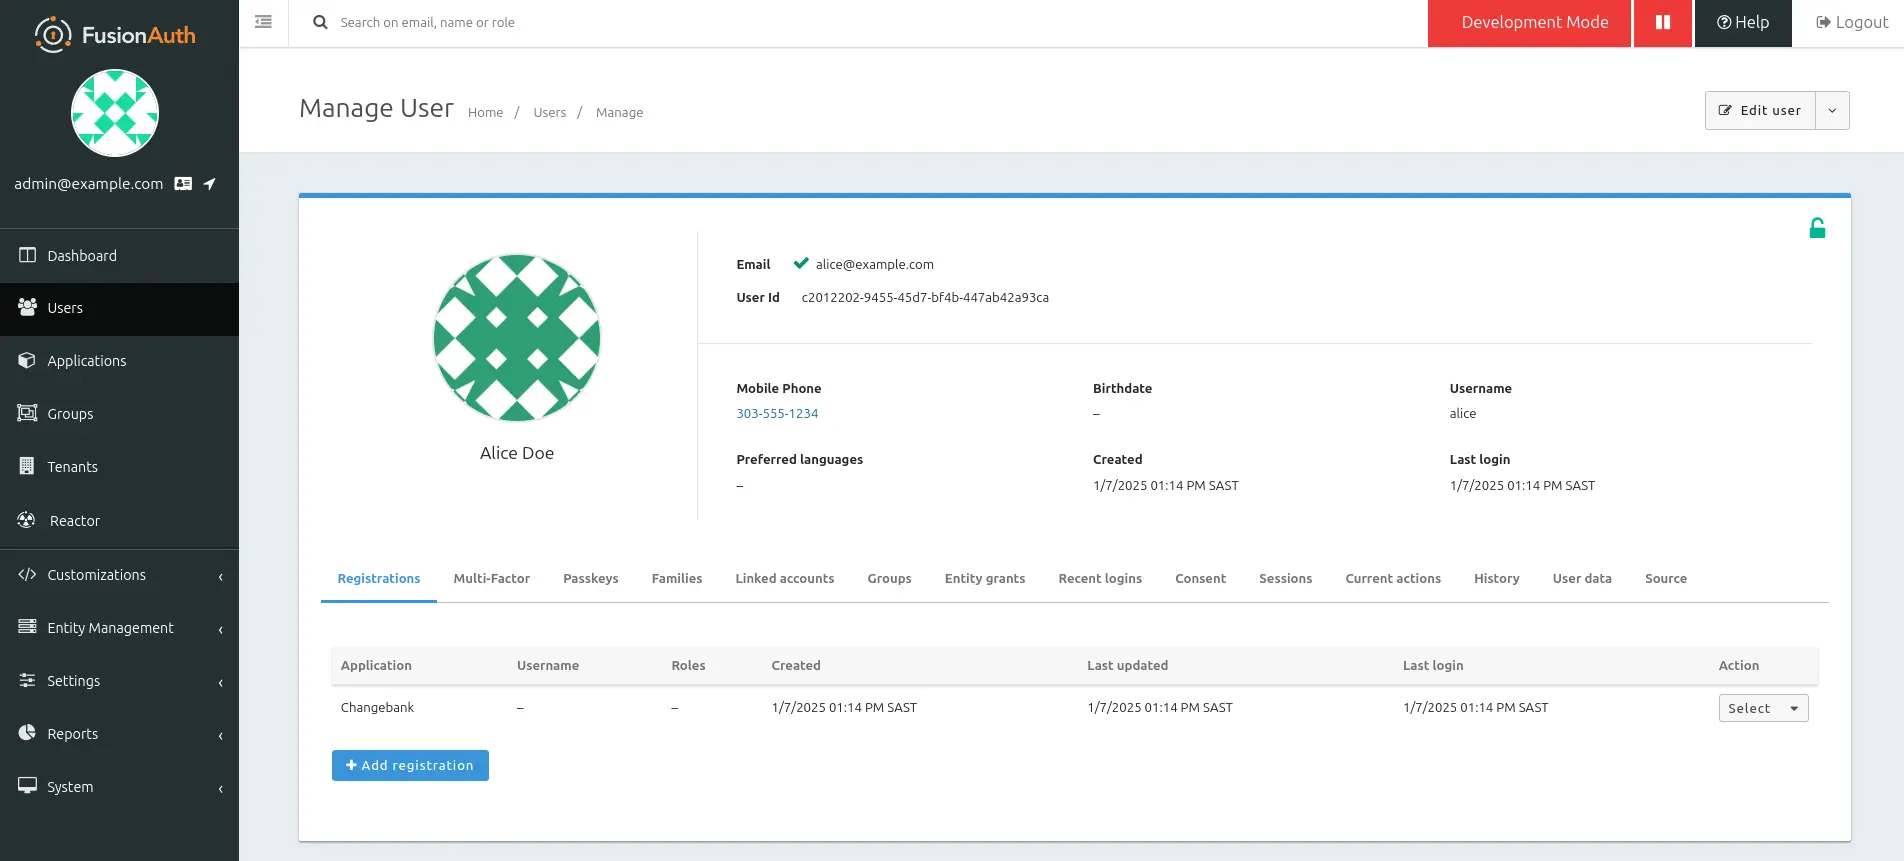 FusionAuth
Search on email, name or role
Development Mode
Help
Logout
admin@example.com
Dashboard
Users
Applications
Groups
Tenants
Reactor
Customizations
Entity Management
Settings
Reports
System
Manage User Home / Users / Manage
Edit user
Alice Doe
Email alice@example.com
User Id c2012202-9455-45d7-bf4b-447ab42a93ca
Mobile Phone Birthdate Username
303-555-1234 – alice
Preferred languages Created Last login
– 1/7/2025 01:14 PM SAST 1/7/2025 01:14 PM SAST
Registrations Multi-Factor Passkeys Families Linked accounts Groups Entity grants Recent logins Consent Sessions Current actions History User data Source
Application Username Roles Created Last updated Last login Action
Changebank – – 1/7/2025 01:14 PM SAST 1/7/2025 01:14 PM SAST 1/7/2025 01:14 PM SAST Select
+ Add registration